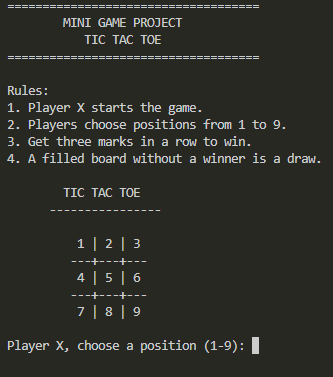 ====================================
MINI GAME PROJECT
TIC TAC TOE
====================================
Rules:
1. Player X starts the game.
2. Players choose positions from 1 to 9.
3. Get three marks in a row to win.
4. A filled board without a winner is a draw.
TIC TAC TOE
----------------
1 | 2 | 3
---+---+---
4 | 5 | 6
---+---+---
7 | 8 | 9
Player X, choose a position (1-9):